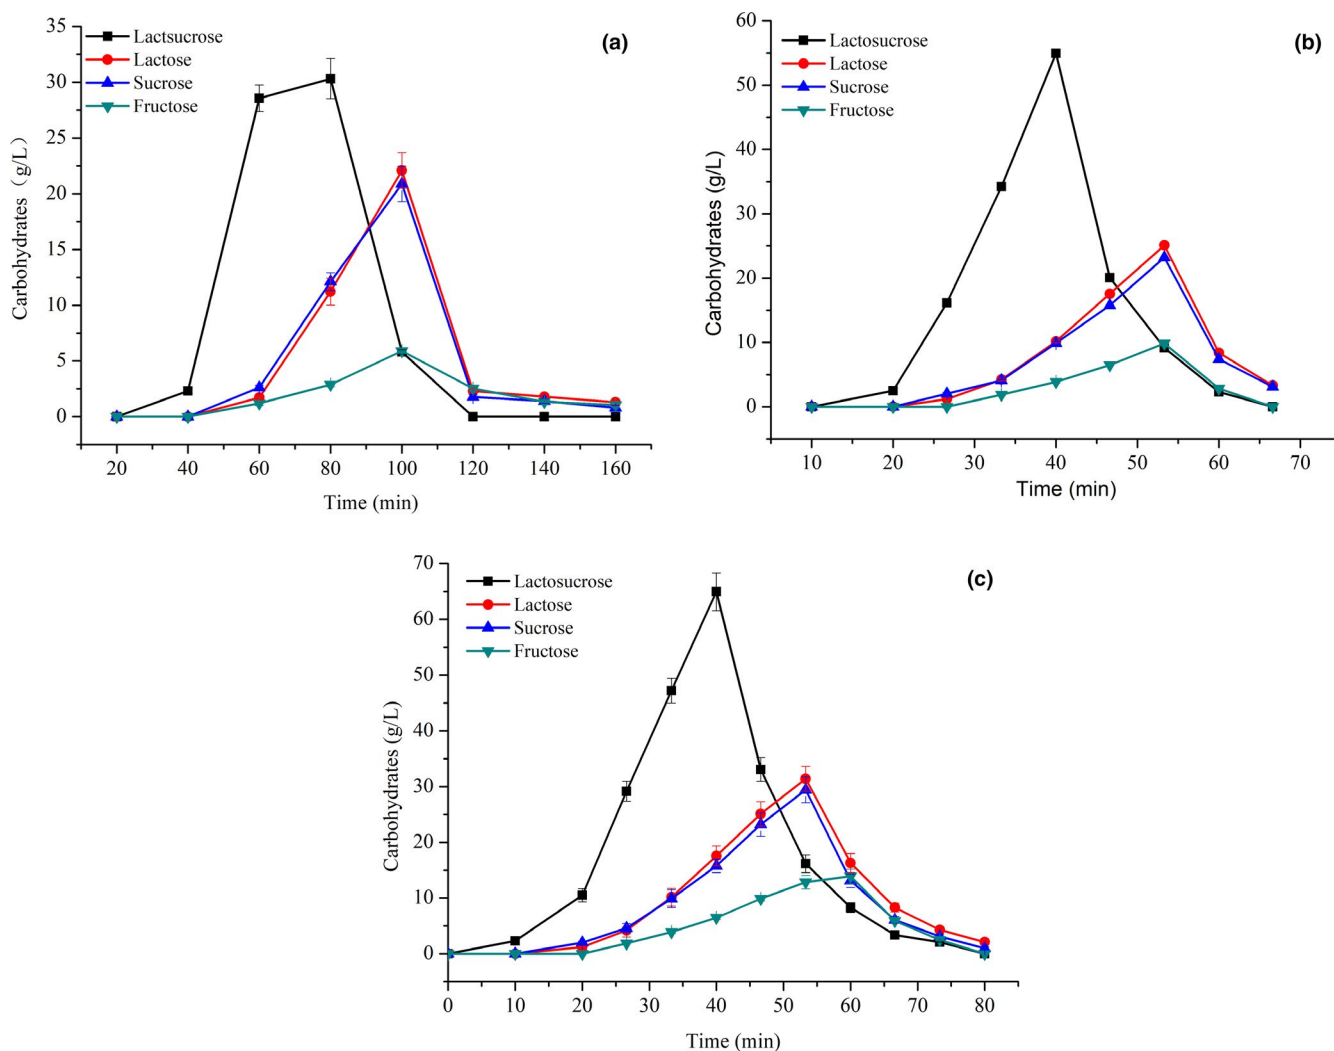 (a)
Lactsucrose
Lactose
Sucrose
Fructose
35
30
25
20
15
10
5
0
Carbohydrates (g/L)
20 40 60 80 100 120 140 160
Time (min)
(b)
Lactosucrose
Lactose
Sucrose
Fructose
60
50
40
30
20
10
0
Carbohydrates (g/L)
10 20 30 40 50 60 70
Time (min)
(c)
Lactosucrose
Lactose
Sucrose
Fructose
70
60
50
40
30
20
10
0
Carbohydrates (g/L)
0 10 20 30 40 50 60 70 80
Time (min)